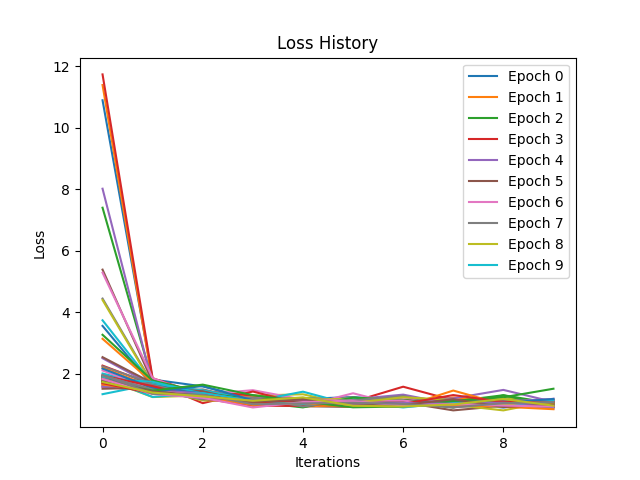 Loss History
12
10
8
6
4
2
Loss
0
2
4
6
8
Iterations
Epoch 0
Epoch 1
Epoch 2
Epoch 3
Epoch 4
Epoch 5
Epoch 6
Epoch 7
Epoch 8
Epoch 9